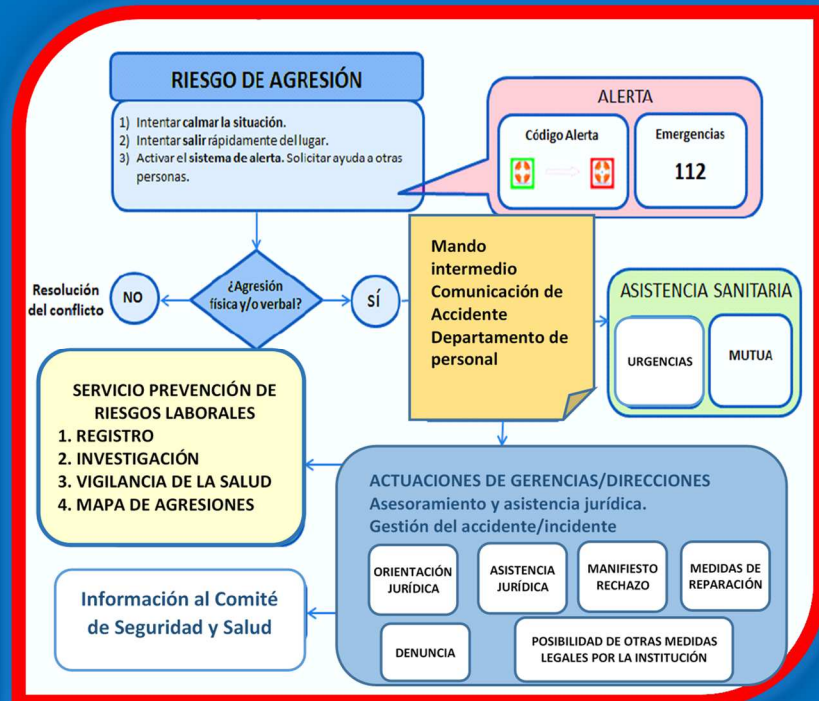 RIESGO DE AGRESIÓN
1) Intentar calmar la situación.
2) Intentar salir rápidamente del lugar.
3) Activar el sistema de alerta. Solicitar ayuda a otras
personas.
ALERTA
Código Alerta
Emergencias
112
¿Agresión
física y/o verbal?
NO
Resolución
del conflicto
SÍ
Mando
intermedio
Comunicación de
Accidente
Departamento de
personal
ASISTENCIA SANITARIA
URGENCIAS
MUTUA
SERVICIO PREVENCIÓN DE
RIESGOS LABORALES
1. REGISTRO
2. INVESTIGACIÓN
3. VIGILANCIA DE LA SALUD
4. MAPA DE AGRESIONES
ACTUACIONES DE GERENCIAS/DIRECCIONES
Asesoramiento y asistencia jurídica.
Gestión del accidente/incidente
ORIENTACIÓN
JURÍDICA
ASISTENCIA
JURÍDICA
MANIFIESTO
RECHAZO
MEDIDAS DE
REPARACIÓN
DENUNCIA
POSIBILIDAD DE OTRAS MEDIDAS
LEGALES POR LA INSTITUCIÓN
Información al Comité
de Seguridad y Salud